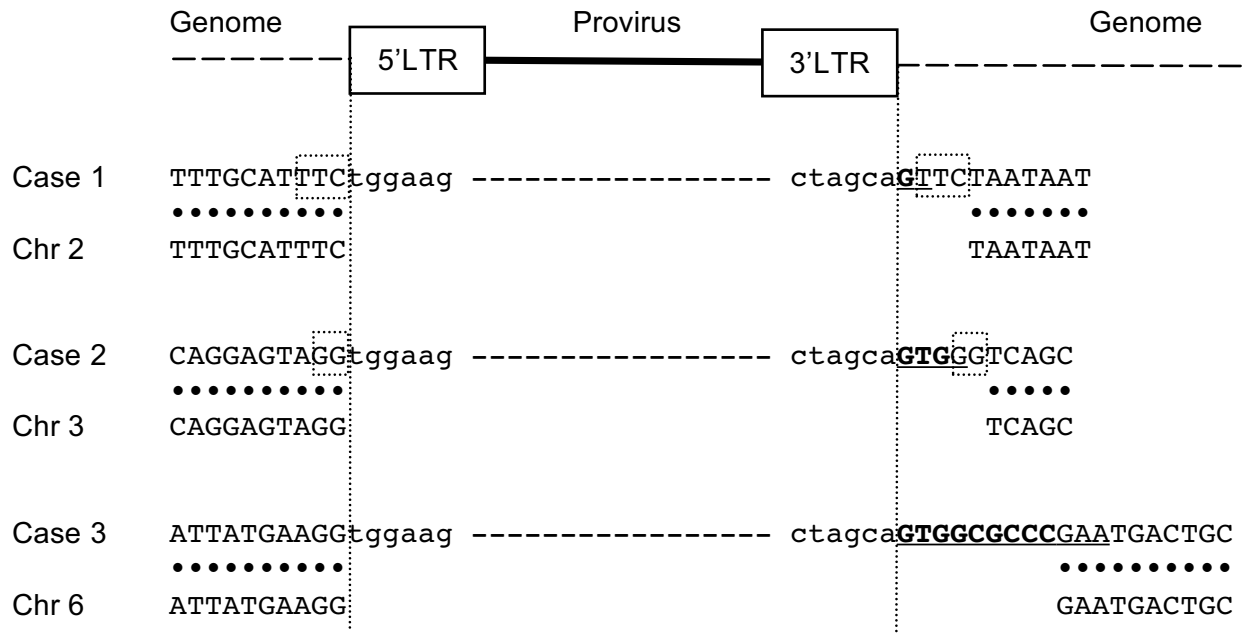 Genome Provirus Genome
5’LTR 3’LTR
Case 1 TTTGCATTTCtggaag ---------------- ctagcaGTTCTAATAAT
Chr 2 TTTGCATTTC TAATAAT
Case 2 CAGGAGTAGGtggaag ---------------- ctagcaGTGGGTCAGC
Chr 3 CAGGAGTAGG TCAGC
Case 3 ATTATGAAGGtggaag ---------------- ctagcaGTGGCGCCCGAATGACTGC
Chr 6 ATTATGAAGG GAATGACTGC